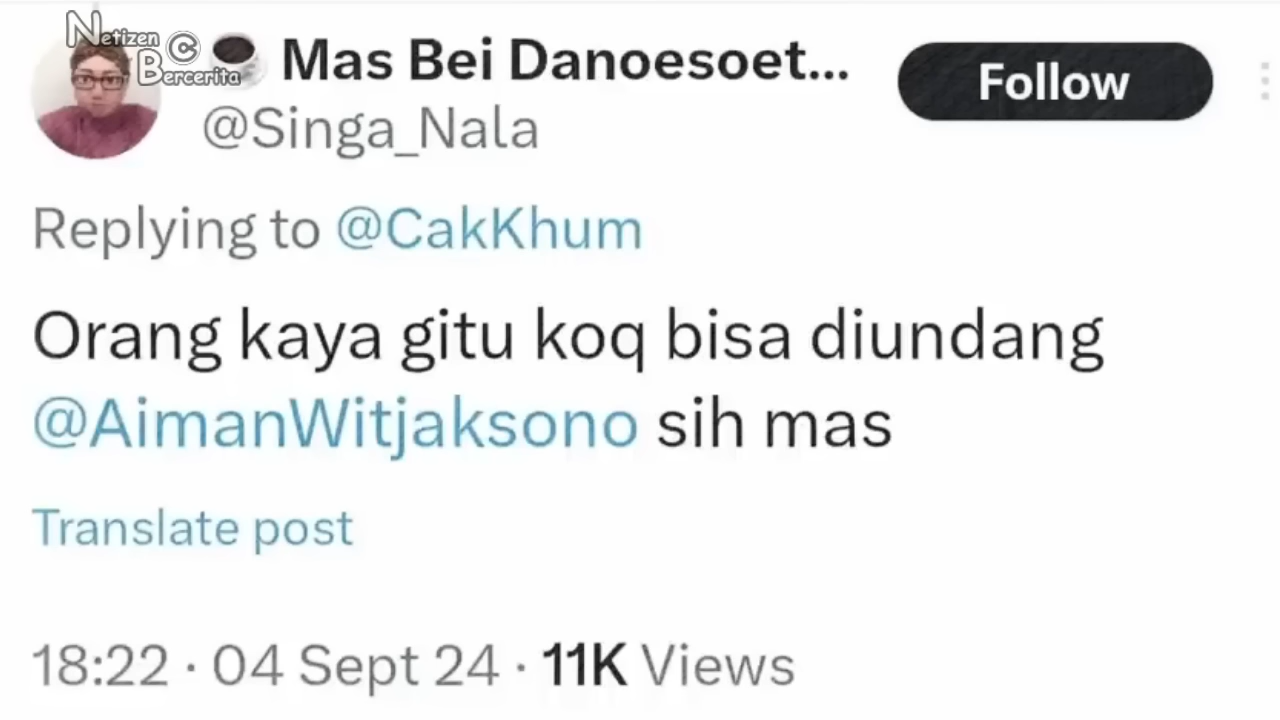 Netizen
Bercerita
©
Mas Bei Danoesoet...
Follow
@Singa_Nala
Replying to @CakKhum
Orang kaya gitu koq bisa diundang
@AimanWitjaksono sih mas
Translate post
18:22 · 04 Sept 24 · 11K Views